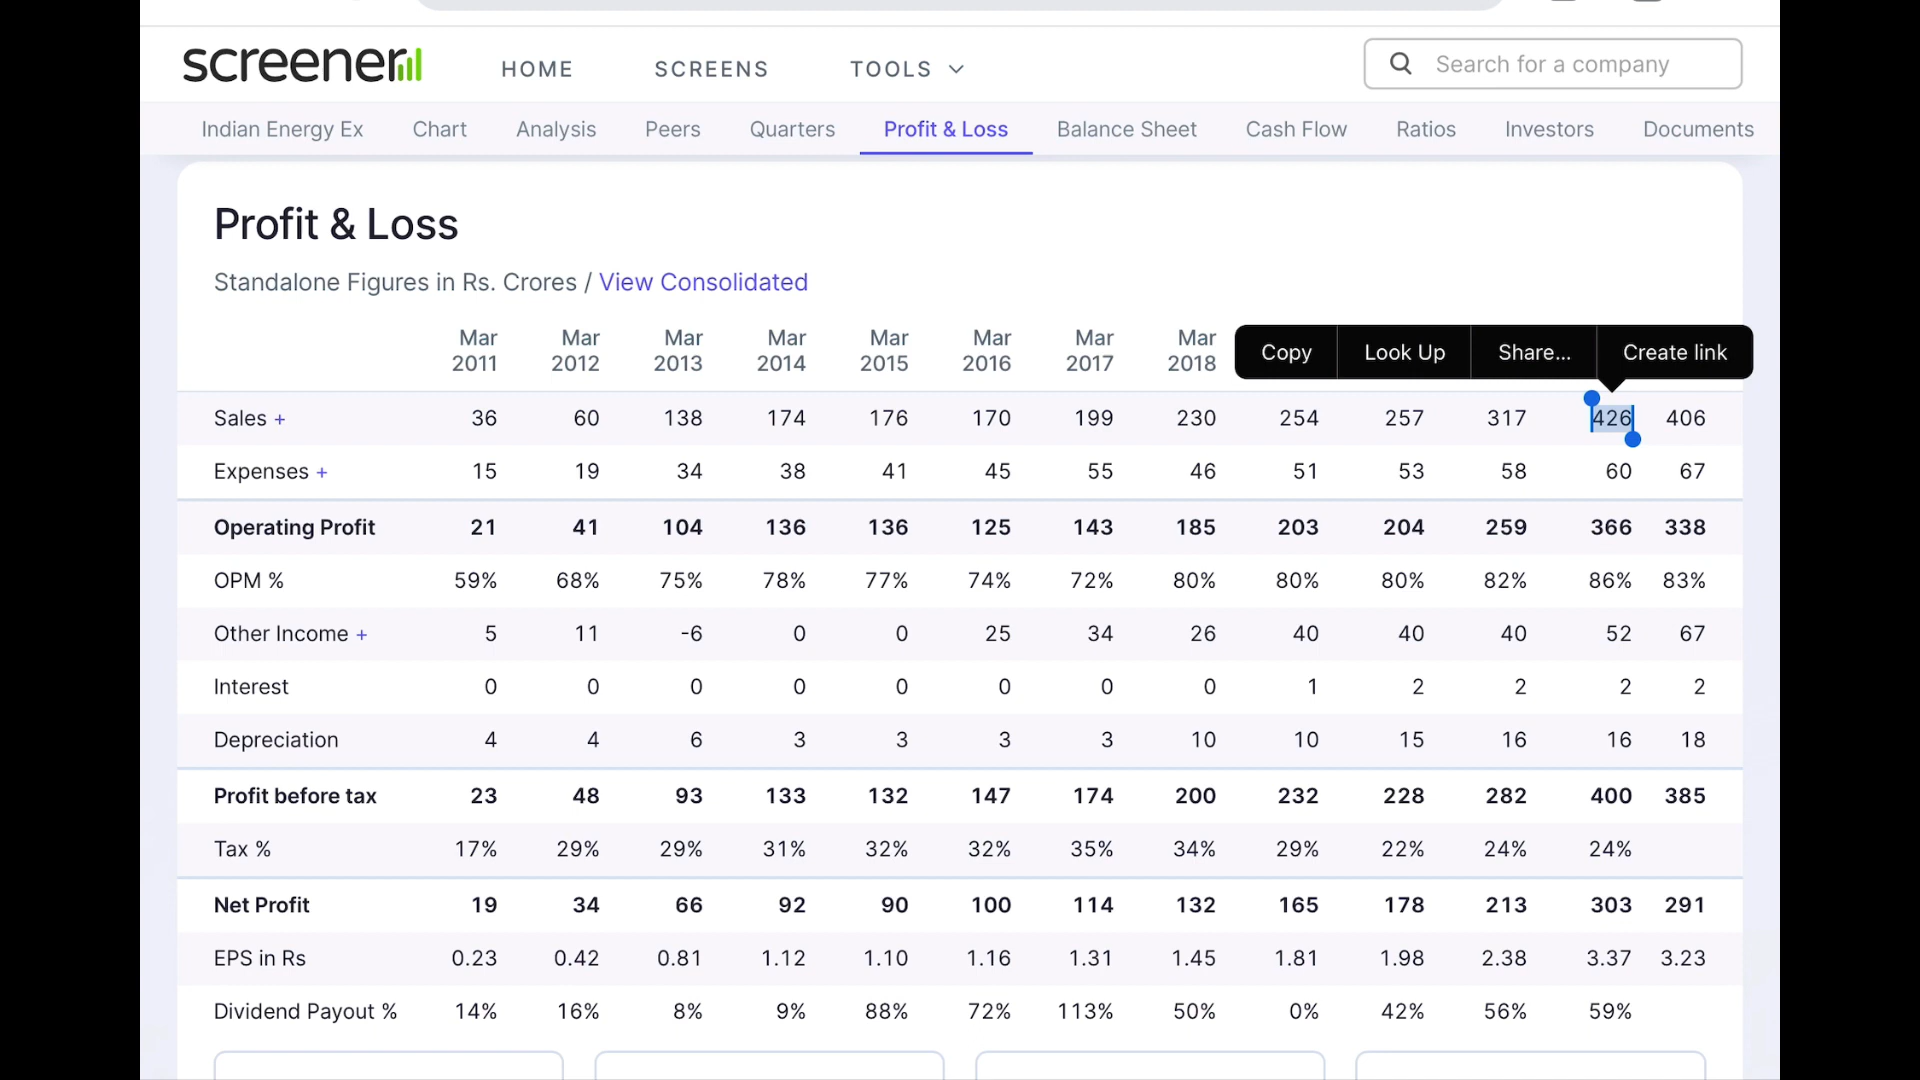 screener
HOME SCREENS TOOLS
Search for a company
Indian Energy Ex Chart Analysis Peers Quarters Profit & Loss Balance Sheet Cash Flow Ratios Investors Documents
Profit & Loss
Standalone Figures in Rs. Crores / View Consolidated
Mar 2011 Mar 2012 Mar 2013 Mar 2014 Mar 2015 Mar 2016 Mar 2017 Mar 2018
Copy Look Up Share... Create link
Sales + 36 60 138 174 176 170 199 230 254 257 317 426 406
Expenses + 15 19 34 38 41 45 55 46 51 53 58 60 67
Operating Profit 21 41 104 136 136 125 143 185 203 204 259 366 338
OPM % 59% 68% 75% 78% 77% 74% 72% 80% 80% 80% 82% 86% 83%
Other Income + 5 11 -6 0 0 25 34 26 40 40 40 52 67
Interest 0 0 0 0 0 0 0 0 1 2 2 2 2
Depreciation 4 4 6 3 3 3 3 10 10 15 16 16 18
Profit before tax 23 48 93 133 132 147 174 200 232 228 282 400 385
Tax % 17% 29% 29% 31% 32% 32% 35% 34% 29% 22% 24% 24%
Net Profit 19 34 66 92 90 100 114 132 165 178 213 303 291
EPS in Rs 0.23 0.42 0.81 1.12 1.10 1.16 1.31 1.45 1.81 1.98 2.38 3.37 3.23
Dividend Payout % 14% 16% 8% 9% 88% 72% 113% 50% 0% 42% 56% 59%